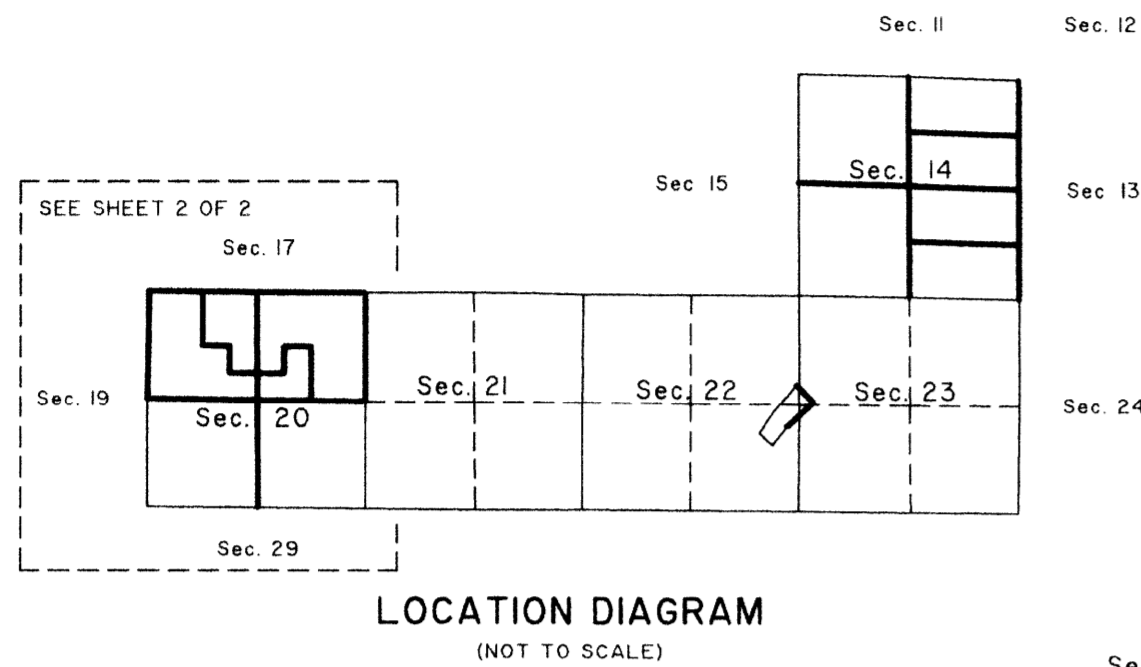 Sec. 11 Sec. 12
Sec. 14
Sec 15 Sec 13
SEE SHEET 2 OF 2
Sec. 17
Sec. 21 Sec. 22 Sec. 23
Sec. 19 Sec. 24
Sec. 20
Sec. 29
LOCATION DIAGRAM
(NOT TO SCALE)
Se